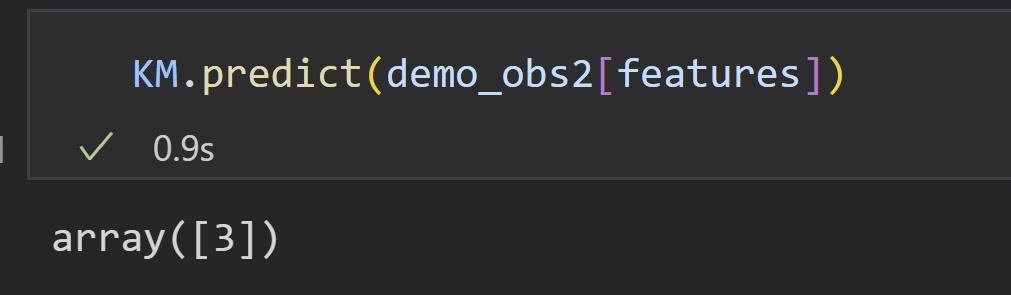 KM.predict(demo_obs2[features])
✓ 0.9s
array([3])